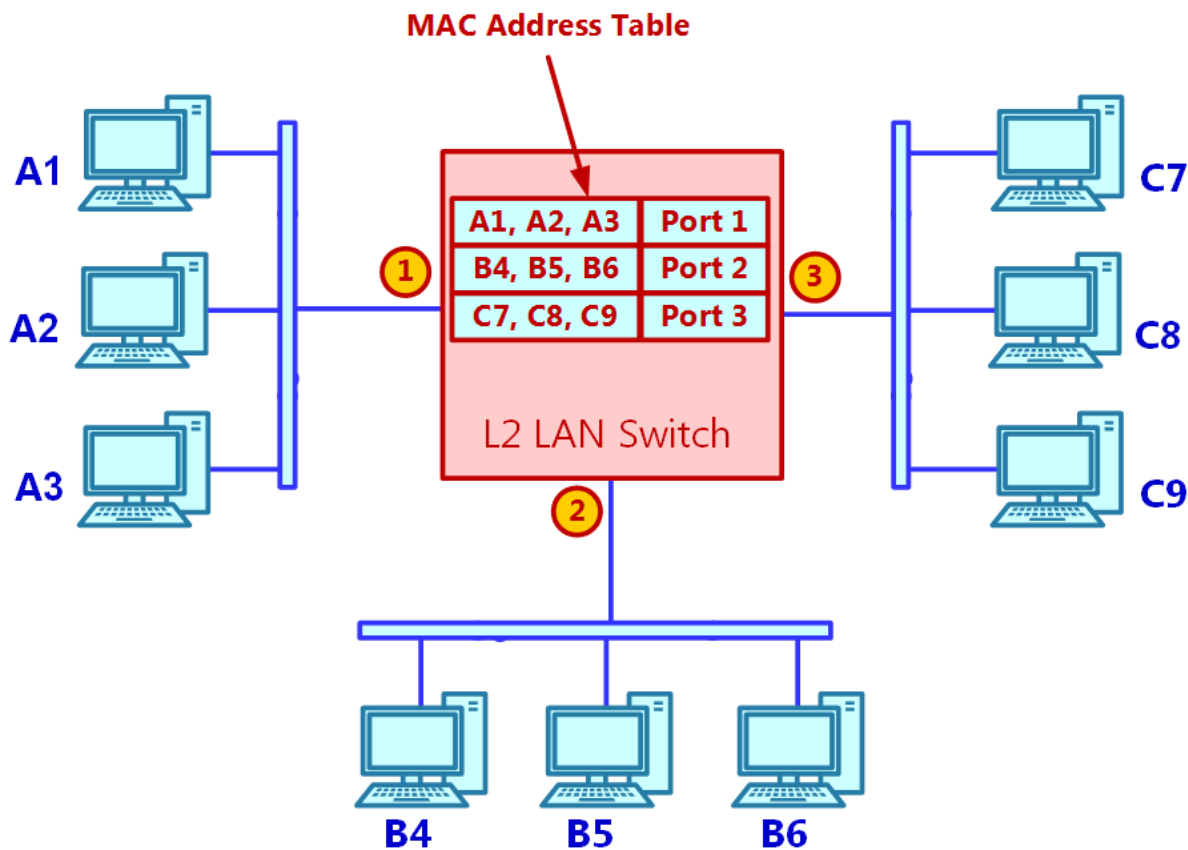 MAC Address Table
A1
A2
A3
1
A1, A2, A3 Port 1
B4, B5, B6 Port 2
C7, C8, C9 Port 3
L2 LAN Switch
3
2
C7
C8
C9
B4 B5 B6